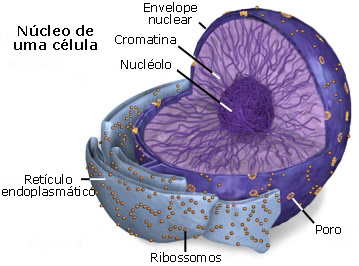 Núcleo de
uma célula
Envelope
nuclear
Cromatina
Nucléolo
Retículo
endoplasmático
Ribossomos
Poro